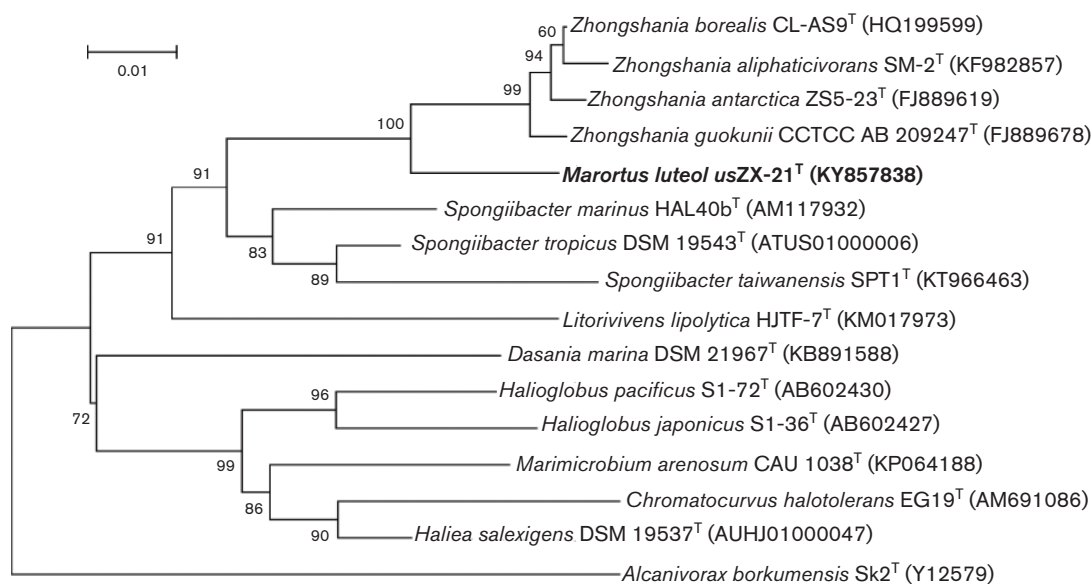 Zhongshania borealis CL-AS9ᵀ (HQ199599)
60
0.01
94
Zhongshania aliphaticivorans SM-2ᵀ (KF982857)
99
Zhongshania antarctica ZS5-23ᵀ (FJ889619)
100
Zhongshania guokunii CCTCC AB 209247ᵀ (FJ889678)
91
Marortus luteol usZX-21ᵀ (KY857838)
Spongiibacter marinus HAL40bᵀ (AM117932)
91
83
Spongiibacter tropicus DSM 19543ᵀ (ATUS01000006)
89
Spongiibacter taiwanensis SPT1ᵀ (KT966463)
Litorivivens lipolytica HJTF-7ᵀ (KM017973)
Dasania marina DSM 21967ᵀ (KB891588)
72
96
Halioglobus pacificus S1-72ᵀ (AB602430)
Halioglobus japonicus S1-36ᵀ (AB602427)
99
Marimicrobium arenosum CAU 1038ᵀ (KP064188)
86
Chromatocurvus halotolerans EG19ᵀ (AM691086)
90
Haliea salexigens DSM 19537ᵀ (AUHJ01000047)
Alcanivorax borkumensis Sk2ᵀ (Y12579)